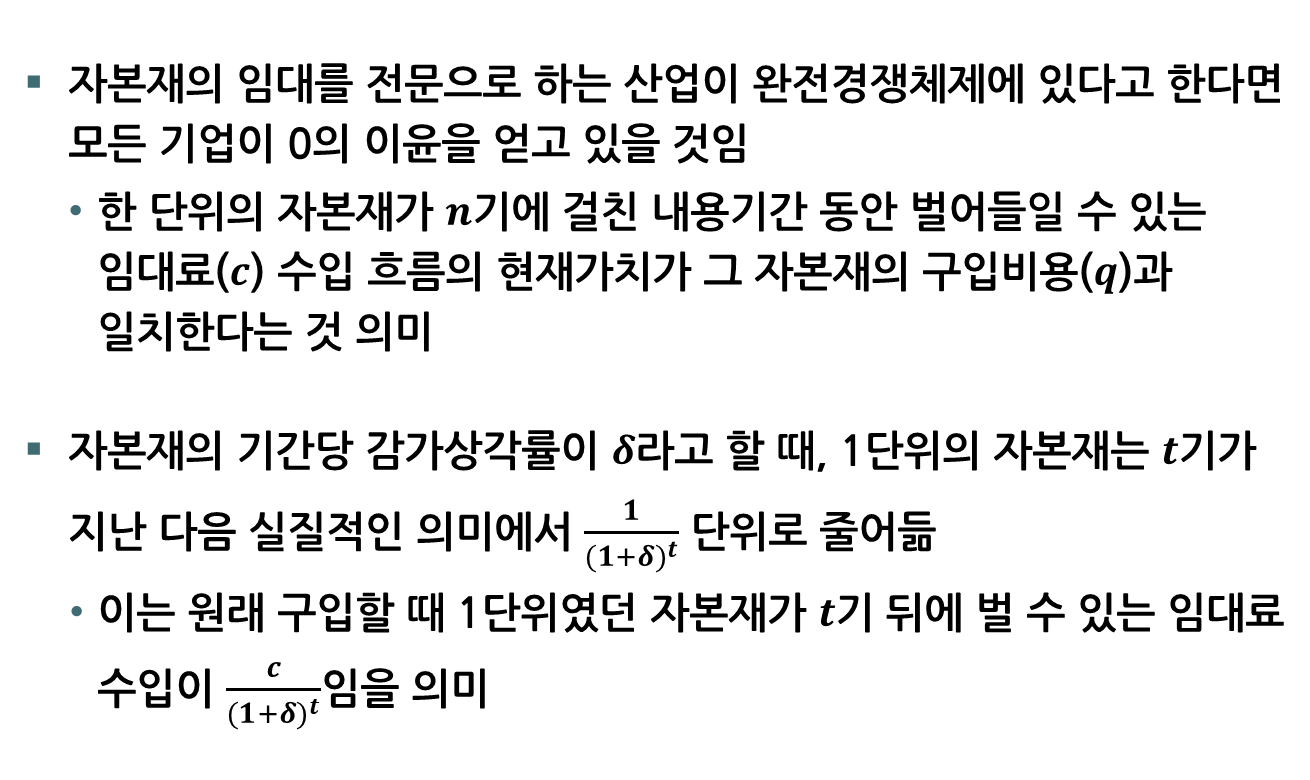 ▪ 자본재의 임대를 전문으로 하는 산업이 완전경쟁체제에 있다고 한다면
모든 기업이 0의 이윤을 얻고 있을 것임
• 한 단위의 자본재가 n기에 걸친 내용기간 동안 벌어들일 수 있는
임대료(c) 수입 흐름의 현재가치가 그 자본재의 구입비용(q)과
일치한다는 것 의미
▪ 자본재의 기간당 감가상각률이 δ라고 할 때, 1단위의 자본재는 t기가
지난 다음 실질적인 의미에서 \frac{1}{(1+δ)^t} 단위로 줄어듦
• 이는 원래 구입할 때 1단위였던 자본재가 t기 뒤에 벌 수 있는 임대료
수입이 \frac{c}{(1+δ)^t}임을 의미